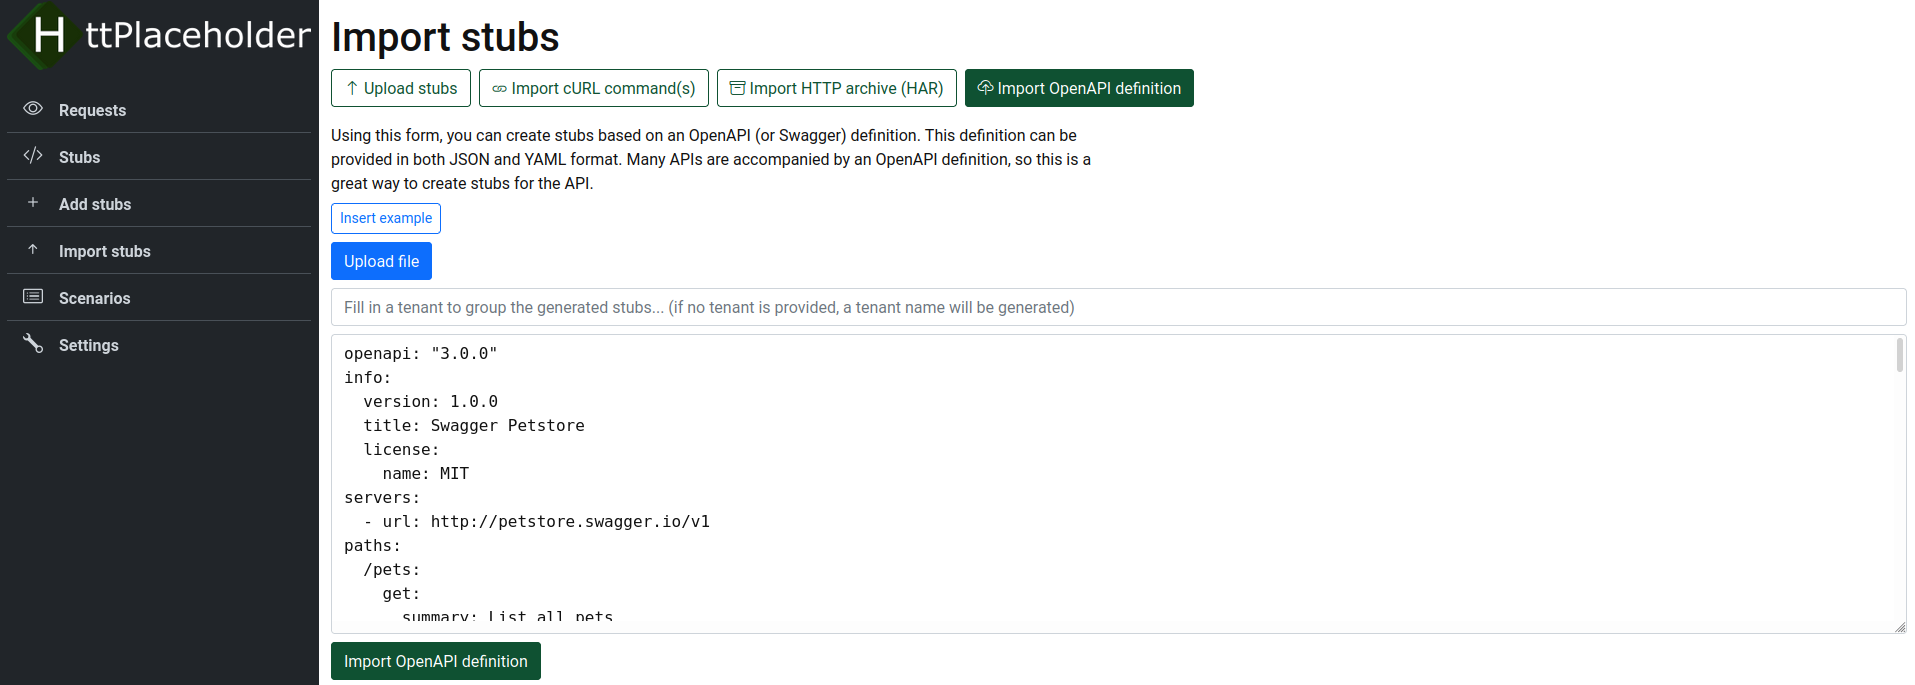 HttPlaceholder
Requests
Stubs
Add stubs
Import stubs
Scenarios
Settings
Import stubs
Upload stubs
Import cURL command(s)
Import HTTP archive (HAR)
Import OpenAPI definition
Using this form, you can create stubs based on an OpenAPI (or Swagger) definition. This definition can be
provided in both JSON and YAML format. Many APIs are accompanied by an OpenAPI definition, so this is a
great way to create stubs for the API.
Insert example
Upload file
Fill in a tenant to group the generated stubs... (if no tenant is provided, a tenant name will be generated)
openapi: "3.0.0"
info:
  version: 1.0.0
  title: Swagger Petstore
  license:
    name: MIT
servers:
  - url: http://petstore.swagger.io/v1
paths:
  /pets:
    get:
      summary: List all pets
Import OpenAPI definition